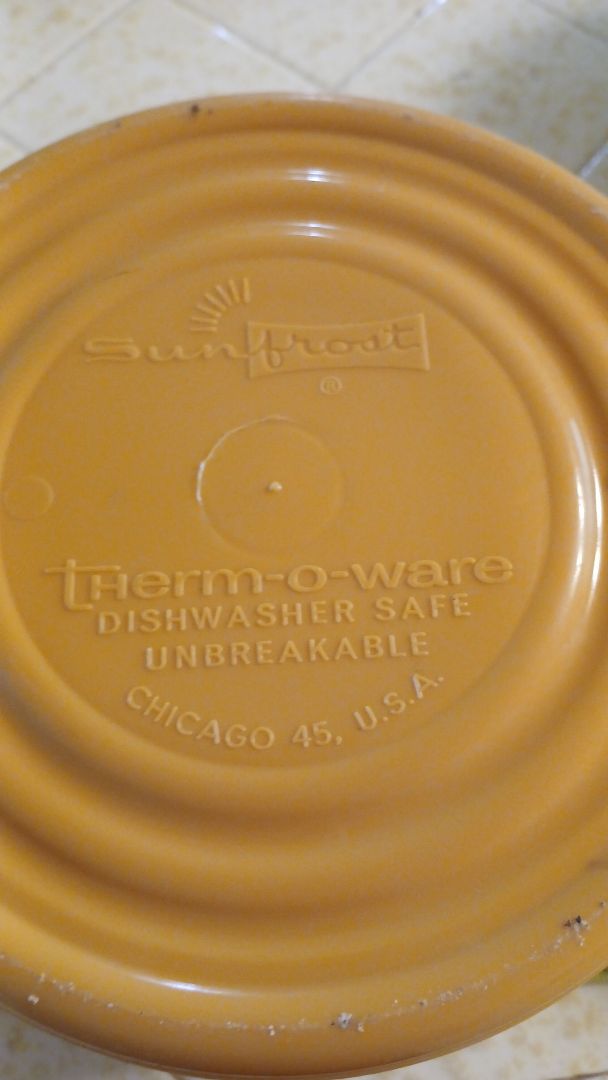 Sunfrost
®
therm-o-ware
DISHWASHER SAFE
UNBREAKABLE
CHICAGO 45, U.S.A.